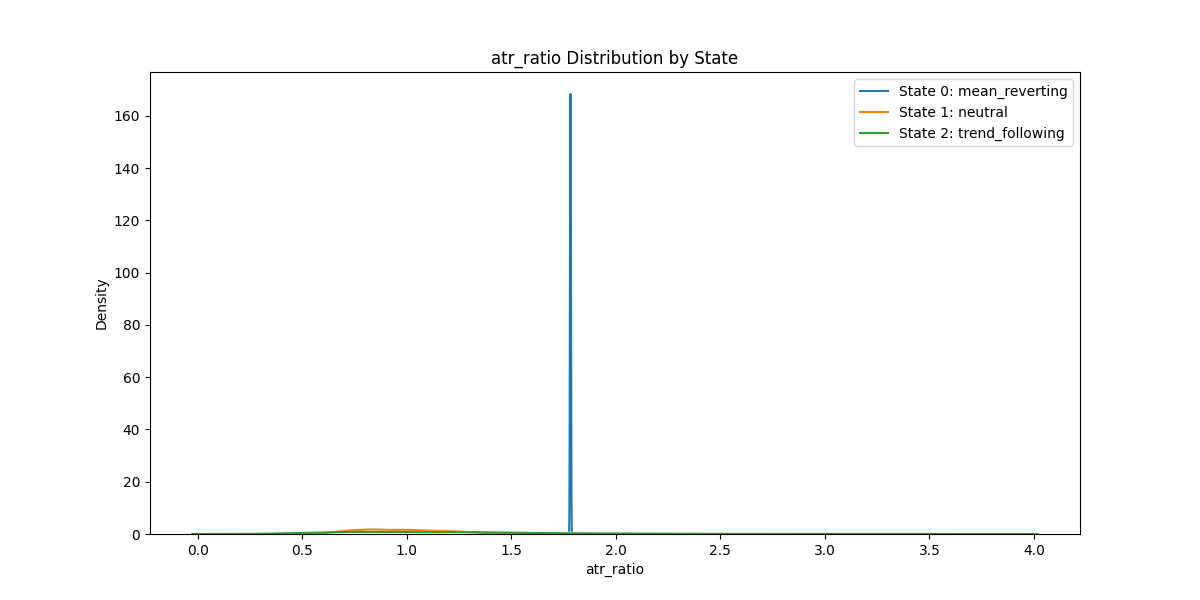 atr_ratio Distribution by State
State 0: mean_reverting
State 1: neutral
State 2: trend_following
160
140
120
100
80
60
40
20
0
Density
0.0 0.5 1.0 1.5 2.0 2.5 3.0 3.5 4.0
atr_ratio